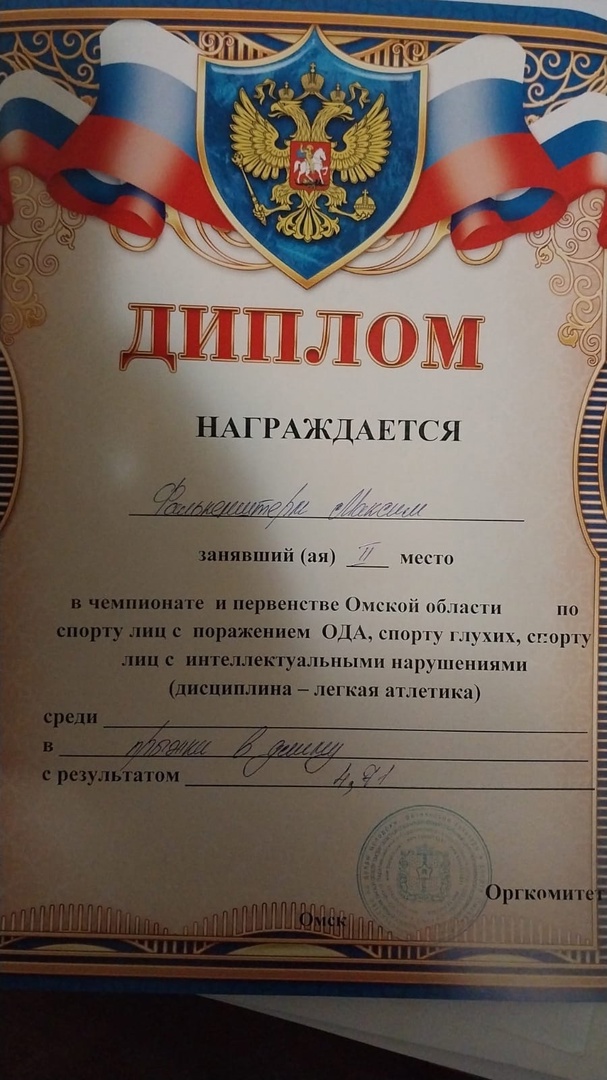 ДИПЛОМ
НАГРАЖДАЕТСЯ
Фалькенштерн Максим
занявший (ая) II место
в чемпионате и первенстве Омской области по
спорту лиц с поражением ОДА, спорту глухих, спорту
лиц с интеллектуальными нарушениями
(дисциплина – легкая атлетика)
среди
в прыжки в длину
с результатом 4,71
Оргкомитет
Омск